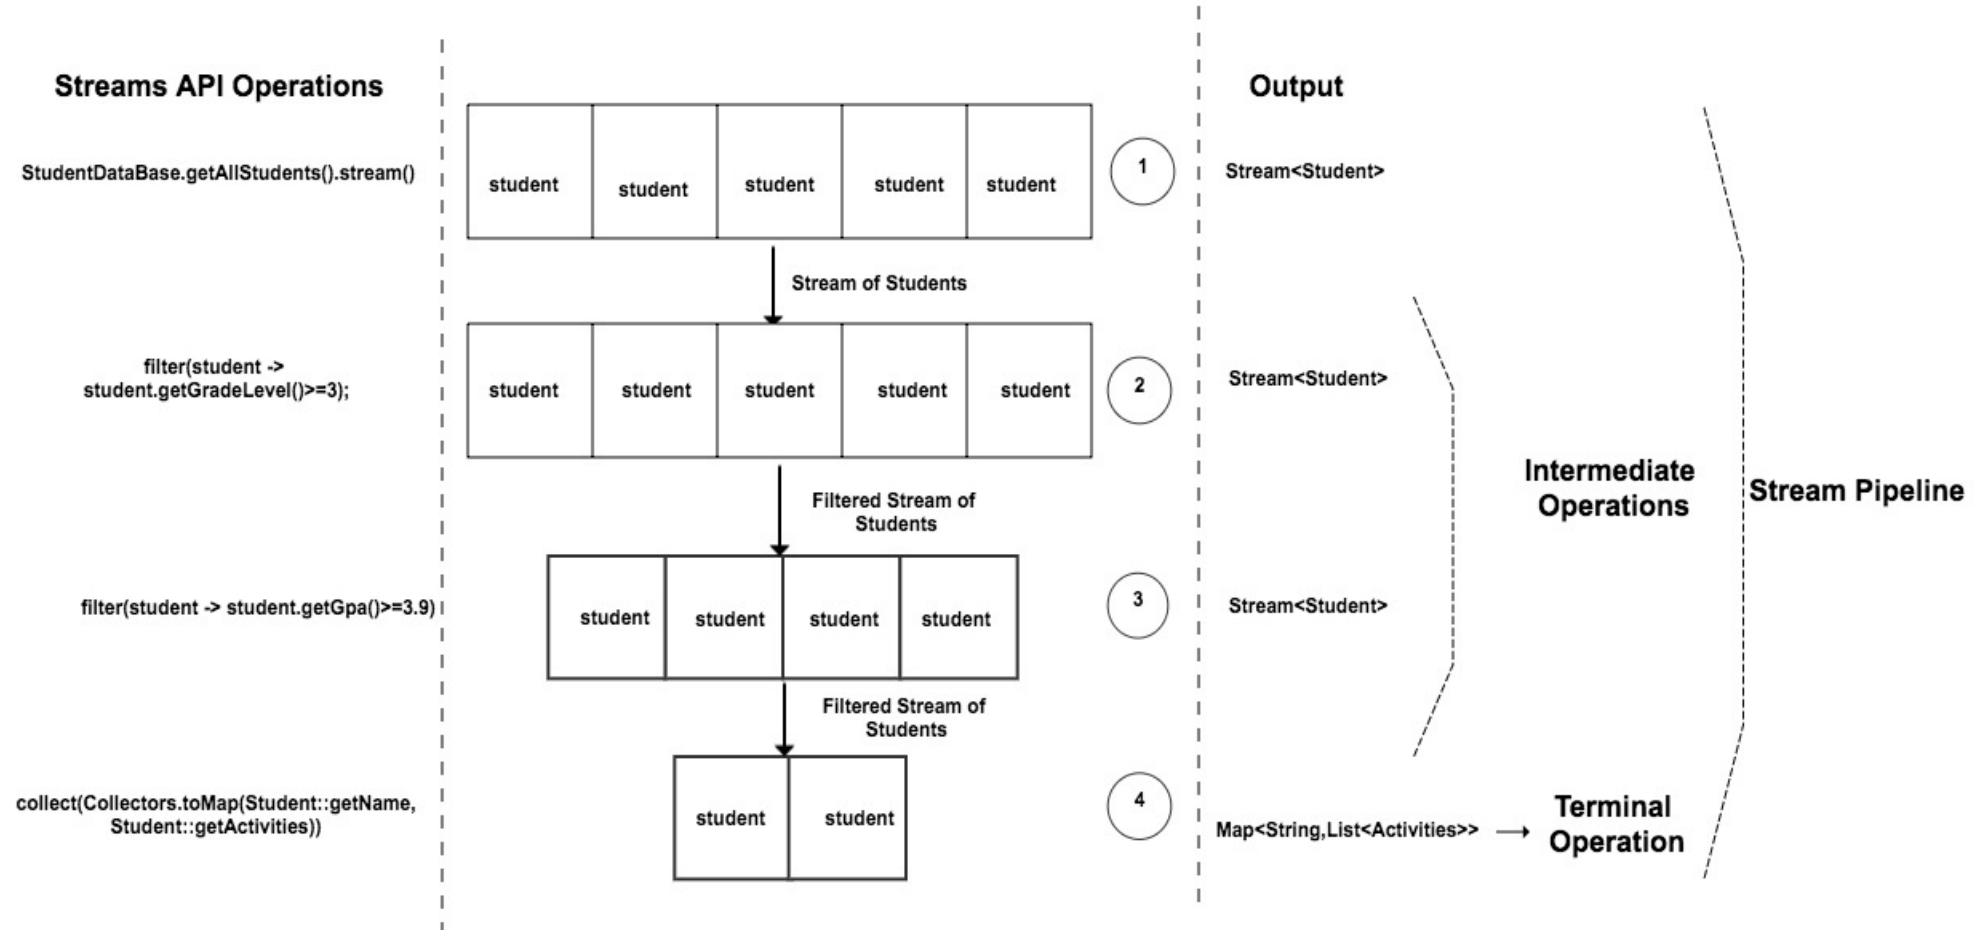 Streams API Operations
Output
StudentDataBase.getAllStudents().stream()
student
student
student
student
student
1
Stream<Student>
Stream of Students
filter(student ->
student.getGradeLevel()>=3);
student
student
student
student
student
2
Stream<Student>
Filtered Stream of
Students
Intermediate
Operations
Stream Pipeline
filter(student -> student.getGpa()>=3.9)
student
student
student
student
3
Stream<Student>
Filtered Stream of
Students
collect(Collectors.toMap(Student::getName,
Student::getActivities))
student
student
4
Map<String,List<Activities>>
Terminal
Operation